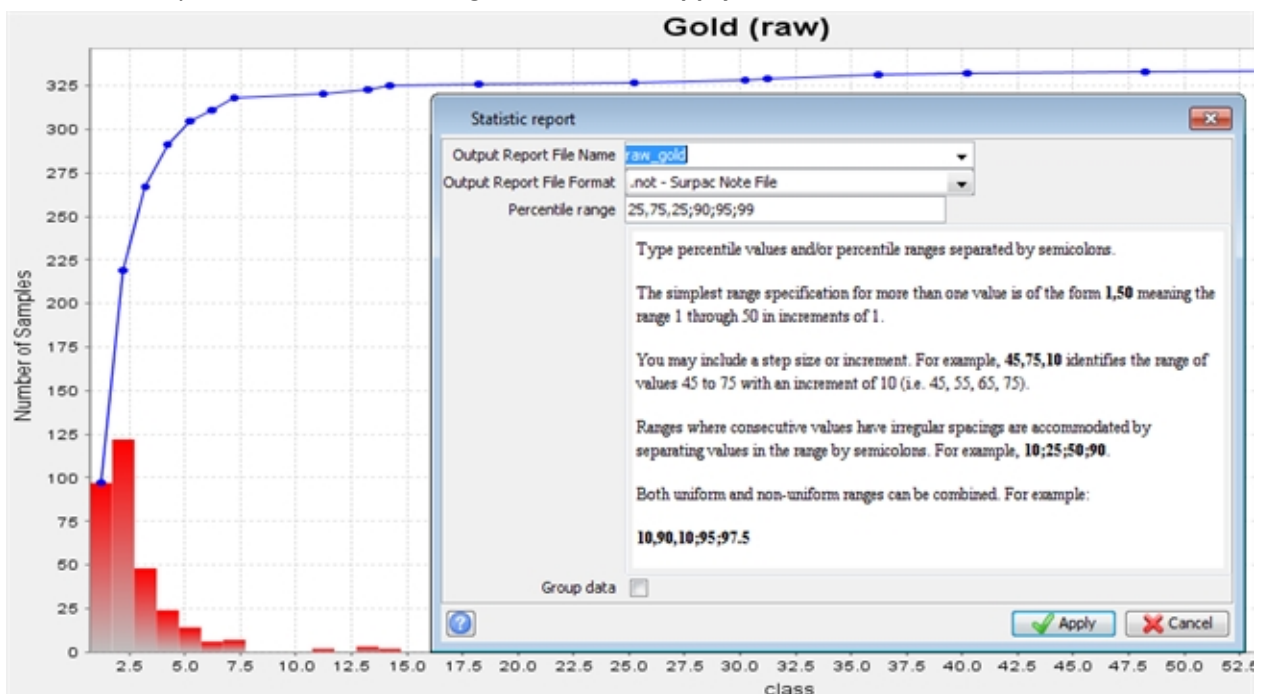 Gold (raw)
325
300
275
250
225
200
175
150
125
100
75
50
25
0
Number of Samples
Statistic report
Output Report File Name raw_gold
Output Report File Format .not - Surpac Note File
Percentile range 25,75,25;90;95;99
Type percentile values and/or percentile ranges separated by semicolons.
The simplest range specification for more than one value is of the form 1,50 meaning the
range 1 through 50 in increments of 1.
You may include a step size or increment. For example, 45,75,10 identifies the range of
values 45 to 75 with an increment of 10 (i.e. 45, 55, 65, 75).
Ranges where consecutive values have irregular spacings are accommodated by
separating values in the range by semicolons. For example, 10;25;50;90.
Both uniform and non-uniform ranges can be combined. For example:
10,90,10;95;97.5
Group data
? Apply Cancel
2.5 5.0 7.5 10.0 12.5 15.0 17.5 20.0 22.5 25.0 27.5 30.0 32.5 35.0 37.5 40.0 42.5 45.0 47.5 50.0 52.5
class